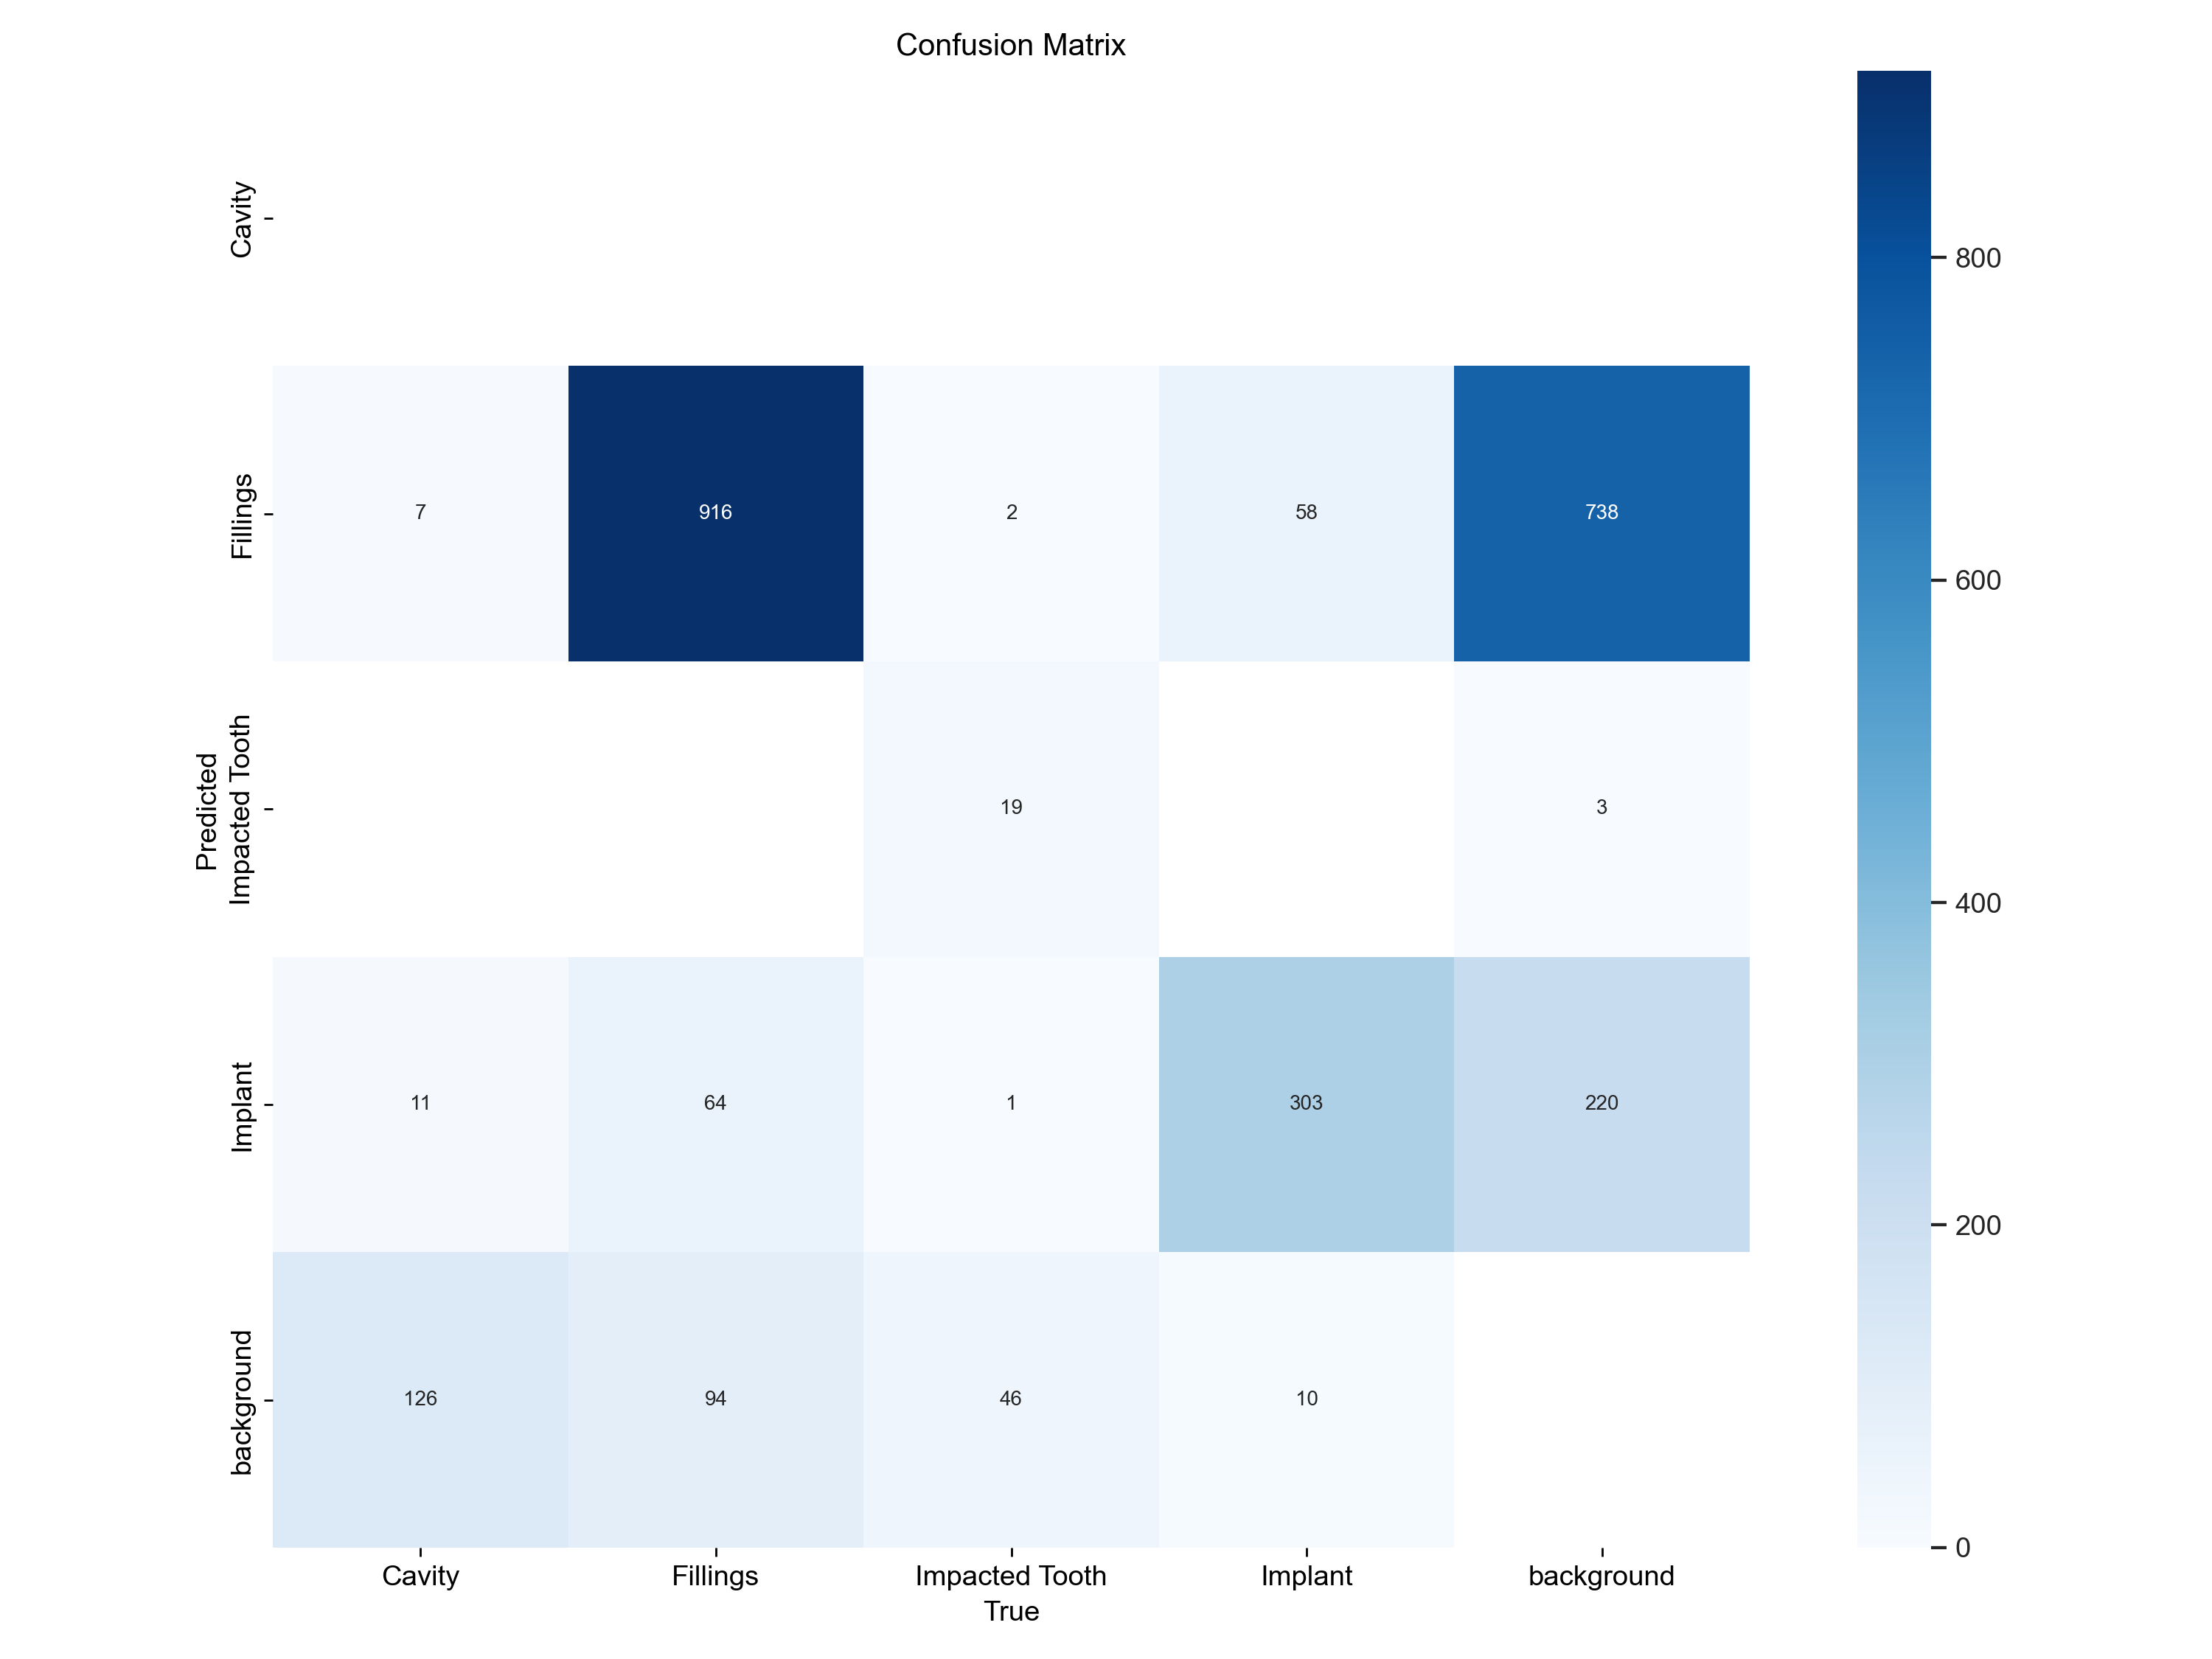 Confusion Matrix
Cavity
Fillings
7 916 2 58 738
Predicted
Impacted Tooth
19 3
Implant
11 64 1 303 220
background
126 94 46 10
Cavity Fillings Impacted Tooth Implant background
True
800
600
400
200
0